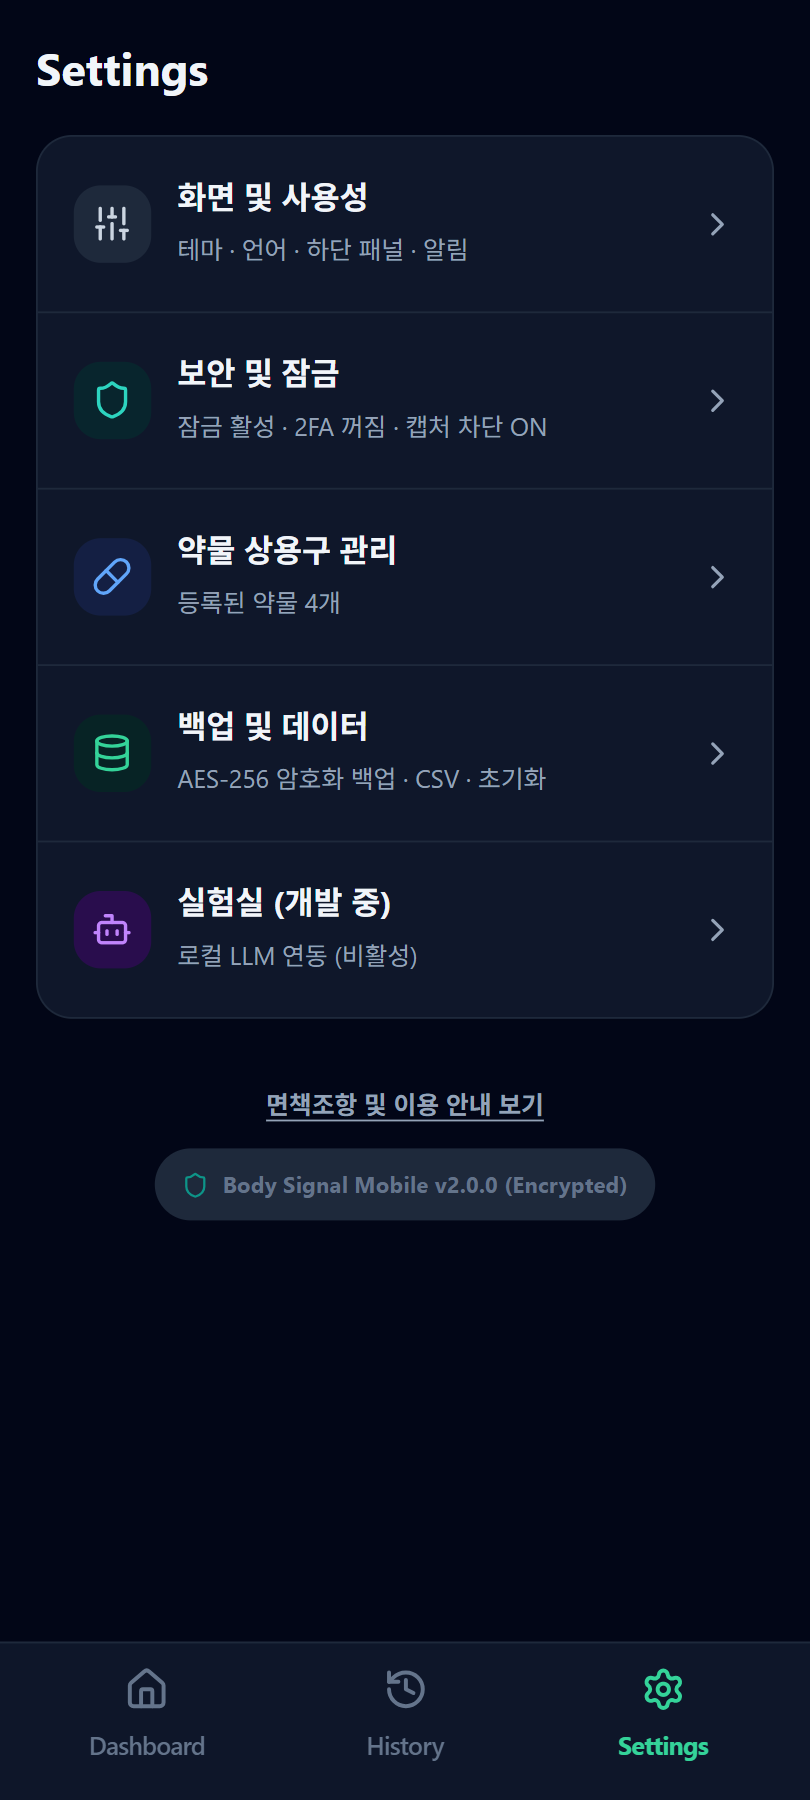 Settings
화면 및 사용성
테마 · 언어 · 하단 패널 · 알림
보안 및 잠금
잠금 활성 · 2FA 꺼짐 · 캡처 차단 ON
약물 상용구 관리
등록된 약물 4개
백업 및 데이터
AES-256 암호화 백업 · CSV · 초기화
실험실 (개발 중)
로컬 LLM 연동 (비활성)
면책조항 및 이용 안내 보기
Body Signal Mobile v2.0.0 (Encrypted)
Dashboard
History
Settings